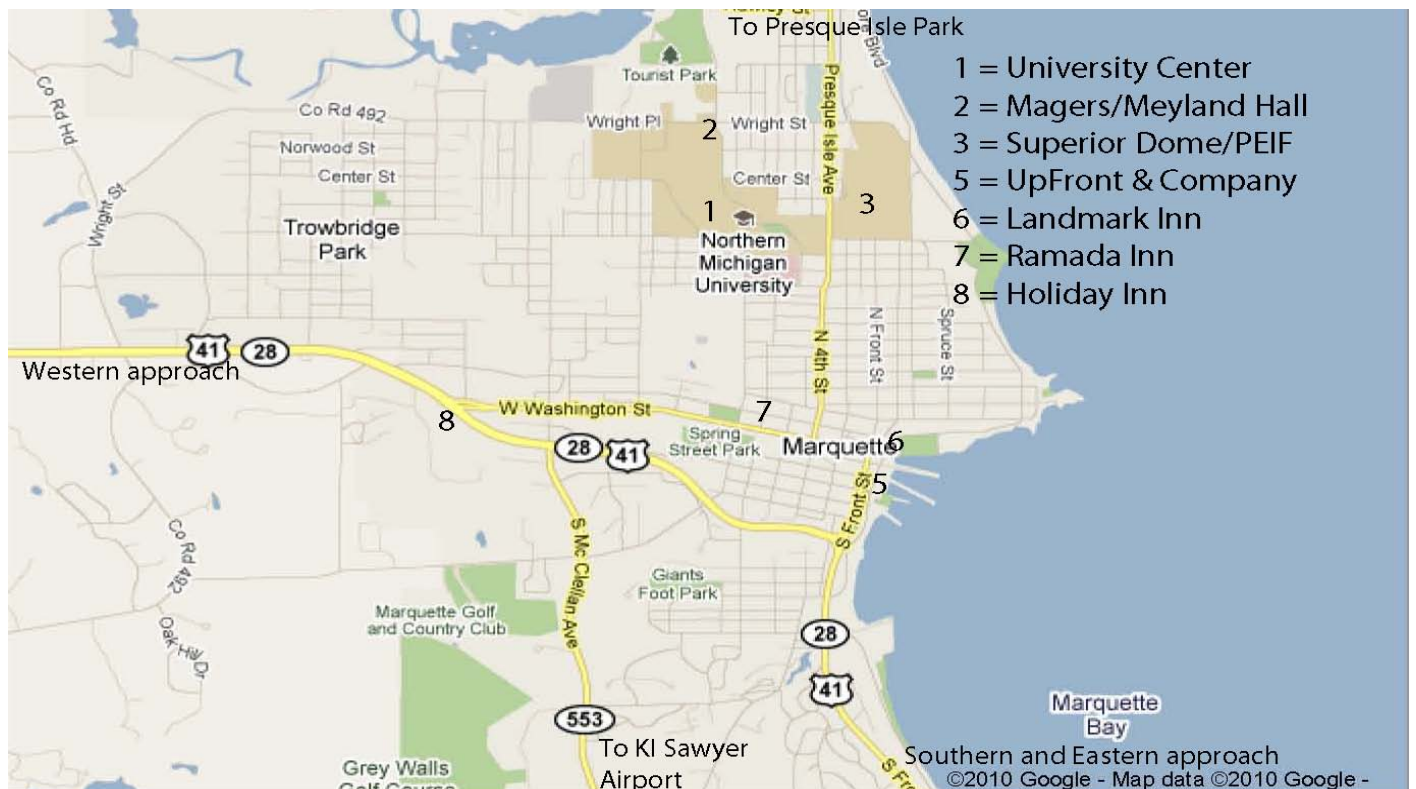 To Presque Isle Park
1 = University Center
2 = Magers/Meyland Hall
3 = Superior Dome/PEIF
5 = UpFront & Company
6 = Landmark Inn
7 = Ramada Inn
8 = Holiday Inn
Tourist Park
Co Rd Hd
Co Rd 492
Wright Pl
2
Wright St
Presque Isle Ave
Blvd
Norwood St
Center St
Center St
Wright St
Trowbridge
Park
1
3
Northern
Michigan
University
N 4th St
N Front St
Spruce St
41
28
Western approach
8
W Washington St
7
Spring
Street Park
Marquette
6
28
41
5
S Front St
S Mc Clellan Ave
Co Rd 492
Oak Hill Dr
Giants
Foot Park
Marquette Golf
and Country Club
28
41
553
To KI Sawyer
Airport
Grey Walls
Golf Course
Marquette
Bay
Southern and Eastern approach
S
©2010 Google - Map data ©2010 Google -